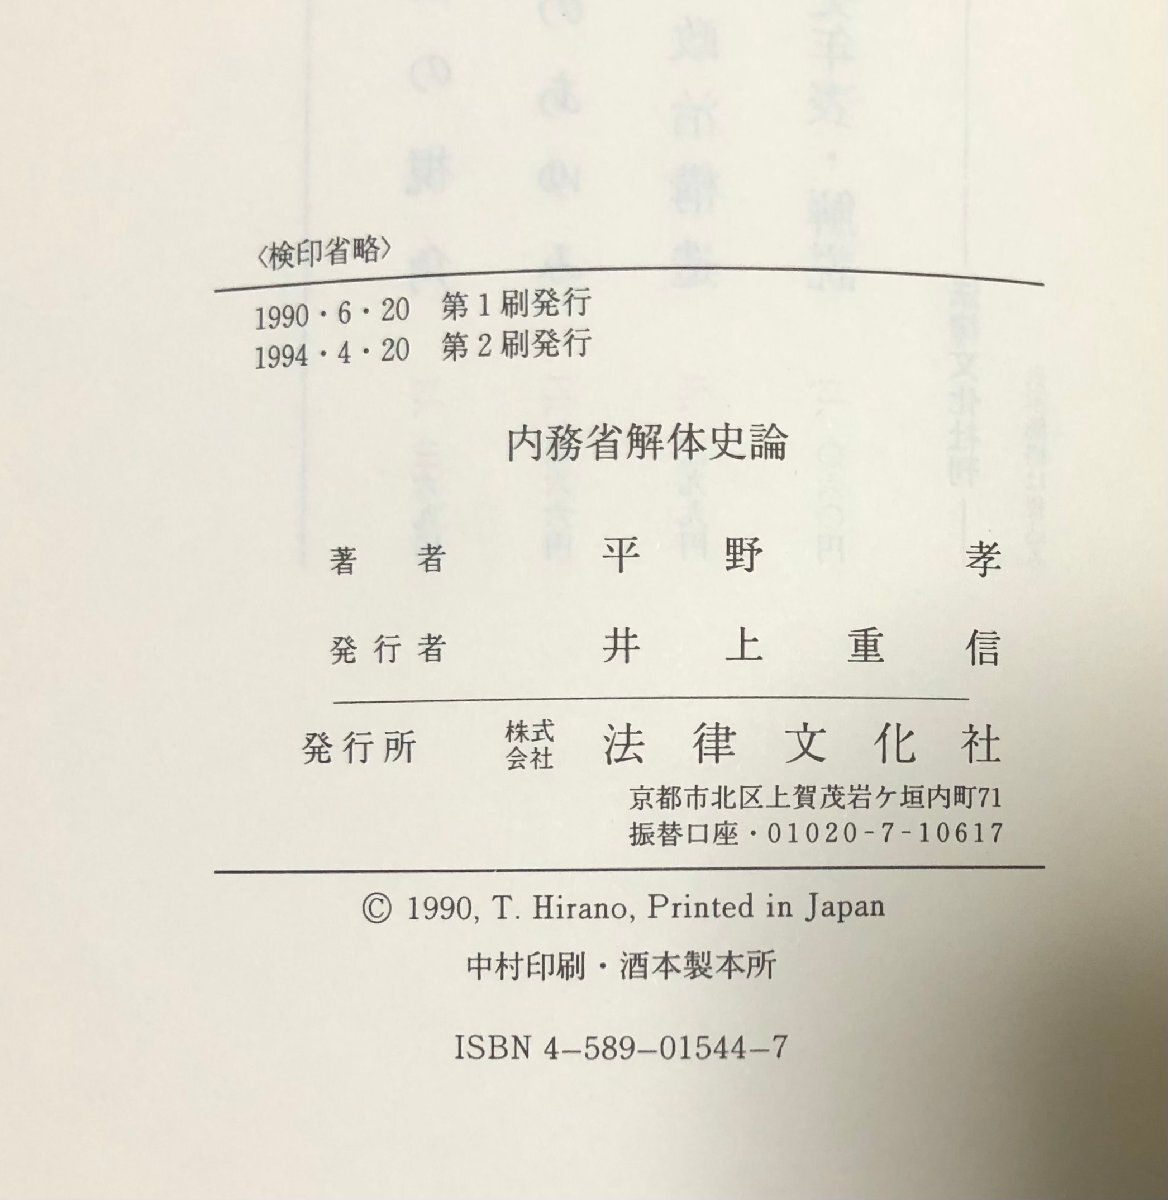 〈検印省略〉
1990・6・20 第1刷発行
1994・4・20 第2刷発行
内務省解体史論
著者 平野 孝
発行者 井上重信
発行所 株式会社 法律文化社
京都市北区上賀茂岩ケ垣内町71
振替口座・01020-7-10617
© 1990, T. Hirano, Printed in Japan
中村印刷・酒本製本所
ISBN 4-589-01544-7